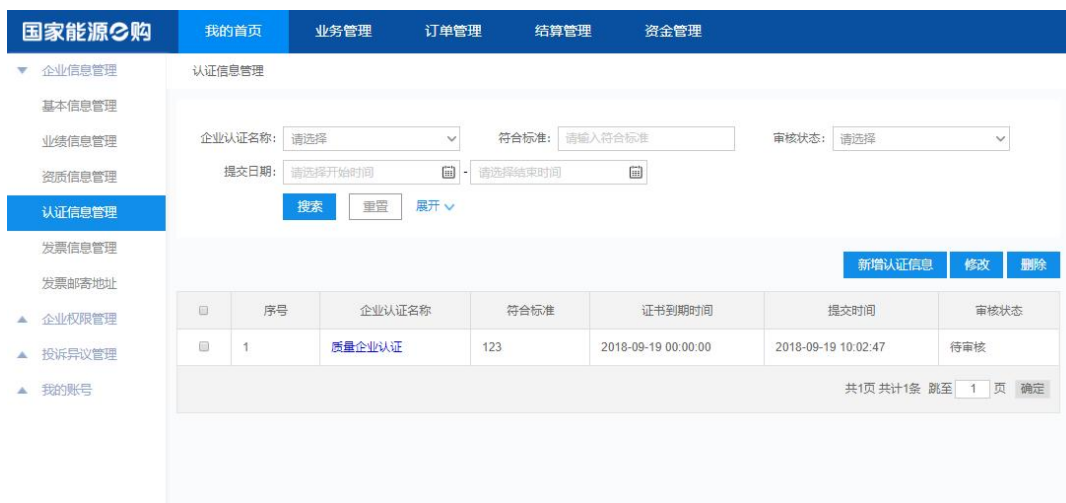 国家能源e购 我的首页 业务管理 订单管理 结算管理 资金管理
企业信息管理
基本信息管理
业绩信息管理
资质信息管理
认证信息管理
发票信息管理
发票邮寄地址
企业权限管理
投诉异议管理
我的账号
认证信息管理
企业认证名称: 请选择 符合标准: 请输入符合标准 审核状态: 请选择
提交日期: 请选择开始时间 - 请选择结束时间
搜索 重置 展开
新增认证信息 修改 删除
序号 企业认证名称 符合标准 证书到期时间 提交时间 审核状态
1 质量企业认证 123 2018-09-19 00:00:00 2018-09-19 10:02:47 待审核
共1页 共计1条 跳至 1 页 确定